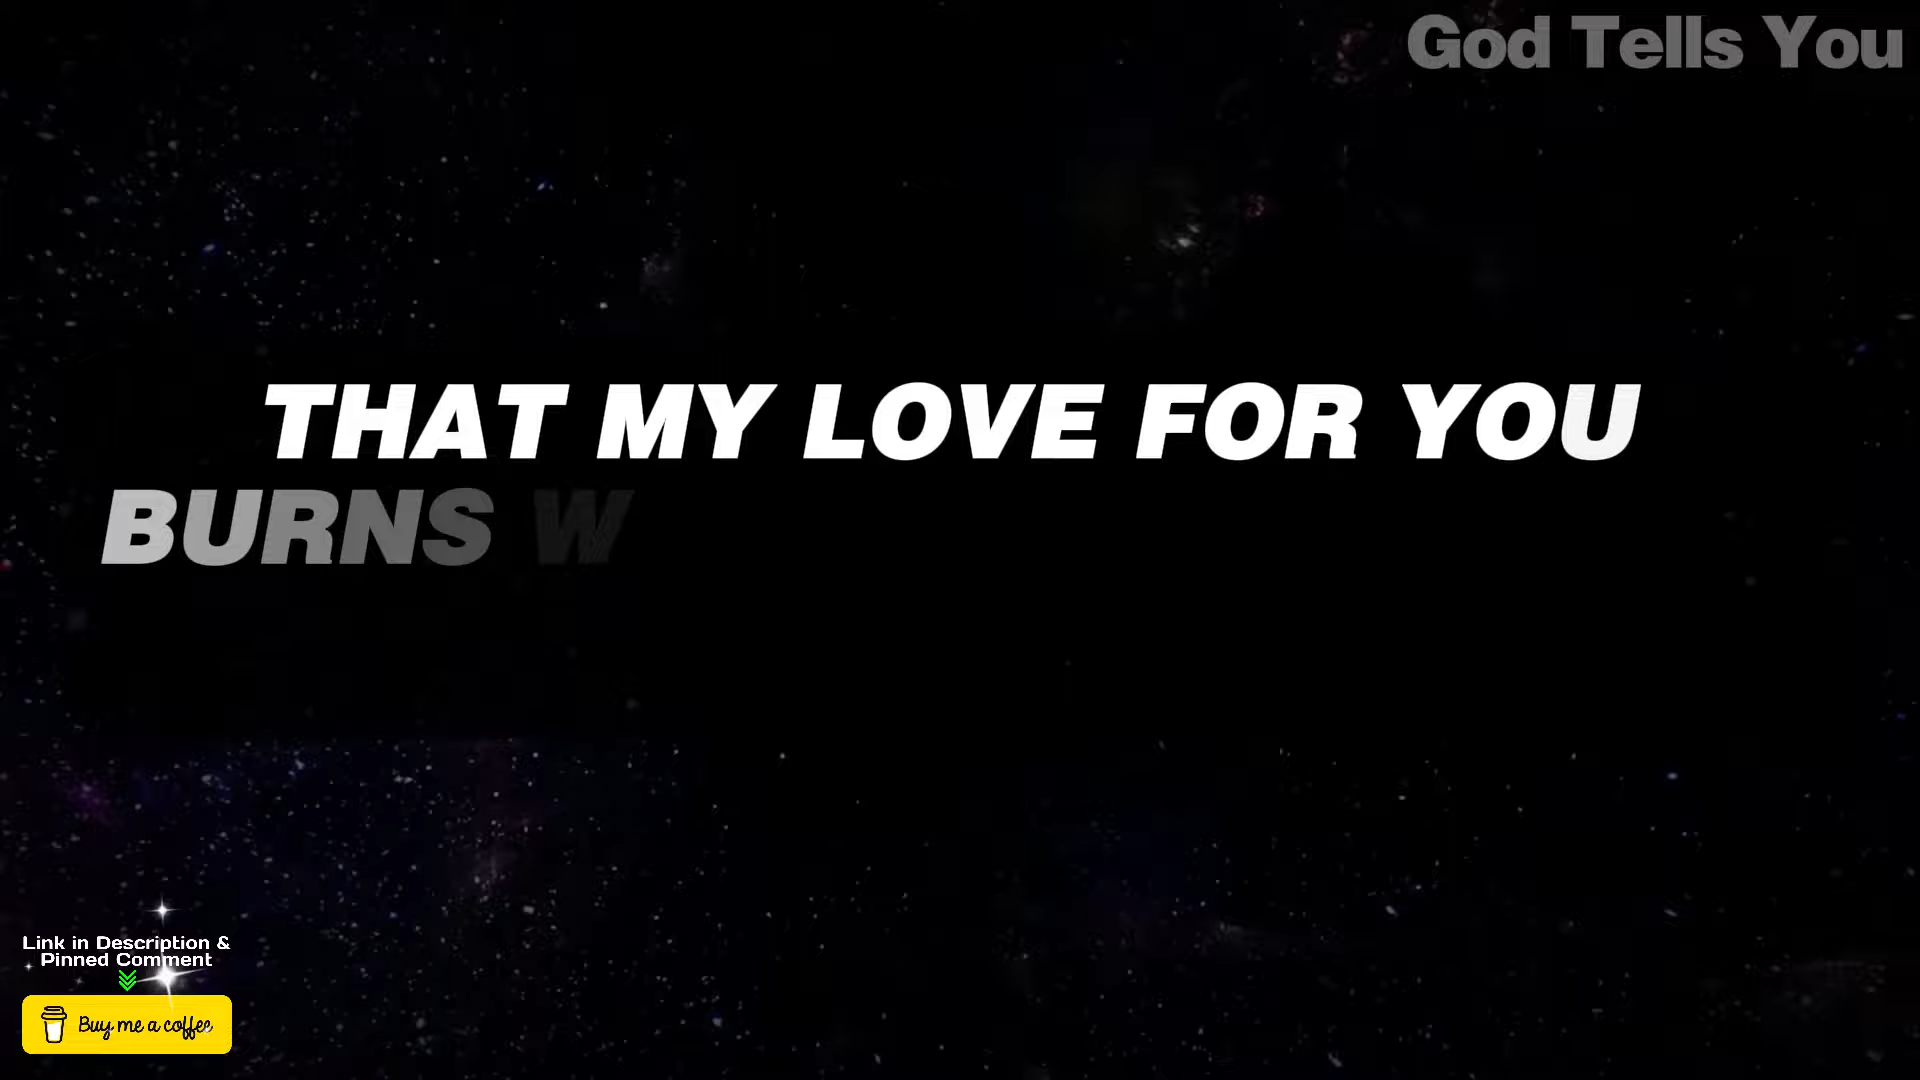 God Tells You
THAT MY LOVE FOR YOU
BURNS W
Link in Description &
Pinned Comment
Buy me a coffee